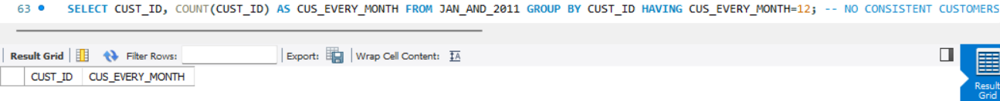 63 SELECT CUST_ID, COUNT(CUST_ID) AS CUS_EVERY_MONTH FROM JAN_AND_2011 GROUP BY CUST_ID HAVING CUS_EVERY_MONTH=12; -- NO CONSISTENT CUSTOMERS
Result Grid Filter Rows: Export: Wrap Cell Content: IA
CUST_ID CUS_EVERY_MONTH
Result
Grid